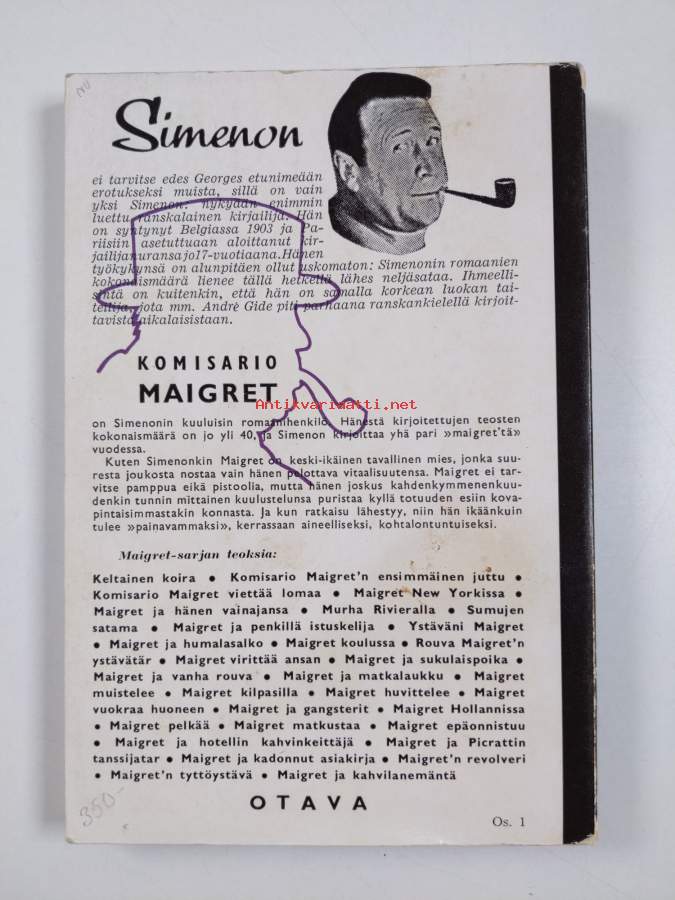 Simenon
ei tarvitse edes Georges etunimeään
erotukseksi muista, sillä on vain
yksi Simenon: nykyään enimmin
luettu ranskalainen kirjailija. Hän
on syntynyt Belgiassa 1903 ja Pa-
riisiin asetuttuaan aloittanut kir-
jailijanuransa jo 17-vuotiaana. Hänen
työkykynsä on alunpitäen ollut uskomaton: Simenonin romaanien
kokonaismäärä lienee tällä hetkellä lähes neljäsataa. Ihmeelli-
sintä on kuitenkin, että hän on samalla korkean luokan tai-
teilija, jota mm. André Gide piti parhaana ranskankielellä kirjoit-
tavista aikalaisistaan.
KOMISARIO
MAIGRET
Antikvariaatti.net
on Simenonin kuuluisin romaanihenkilö. Hänestä kirjoitettujen teosten
kokonaismäärä on jo yli 40, ja Simenon kirjoittaa yhä pari »maigret'tä»
vuodessa.
Kuten Simenonkin Maigret on keski-ikäinen tavallinen mies, jonka suu-
resta joukosta nostaa vain hänen pelottava vitaalisuutensa. Maigret ei tar-
vitse pamppua eikä pistoolia, mutta hänen joskus kahdenkymmenenkuu-
denkin tunnin mittainen kuulustelunsa puristaa kyllä totuuden esiin kova-
pintaisimmastakin konnasta. Ja kun ratkaisu lähestyy, niin hän ikäänkuin
tulee »painavammaksi», kerrassaan aineelliseksi, kohtalontuntuiseksi.
Maigret-sarjan teoksia:
Keltainen koira • Komisario Maigret'n ensimmäinen juttu •
Komisario Maigret viettää lomaa • Maigret New Yorkissa •
Maigret ja hänen vainajansa • Murha Rivieralla • Sumujen
satama • Maigret ja penkillä istuskelija • Ystäväni Maigret
• Maigret ja humalasalko • Maigret koulussa • Rouva Maigret'n
ystävätär • Maigret virittää ansan • Maigret ja sukulaispoika •
Maigret ja vanha rouva • Maigret ja matkalaukku • Maigret
muistelee • Maigret kilpasilla • Maigret huvittelee • Maigret
vuokraa huoneen • Maigret ja gangsterit • Maigret Hollannissa
• Maigret pelkää • Maigret matkustaa • Maigret epäonnistuu
• Maigret ja hotellin kahvinkeittäjä • Maigret ja Picrattin
tanssijatar • Maigret ja kadonnut asiakirja • Maigret'n revolveri
• Maigret'n tyttöystävä • Maigret ja kahvilanemäntä
350-
OTAVA
Os. 1